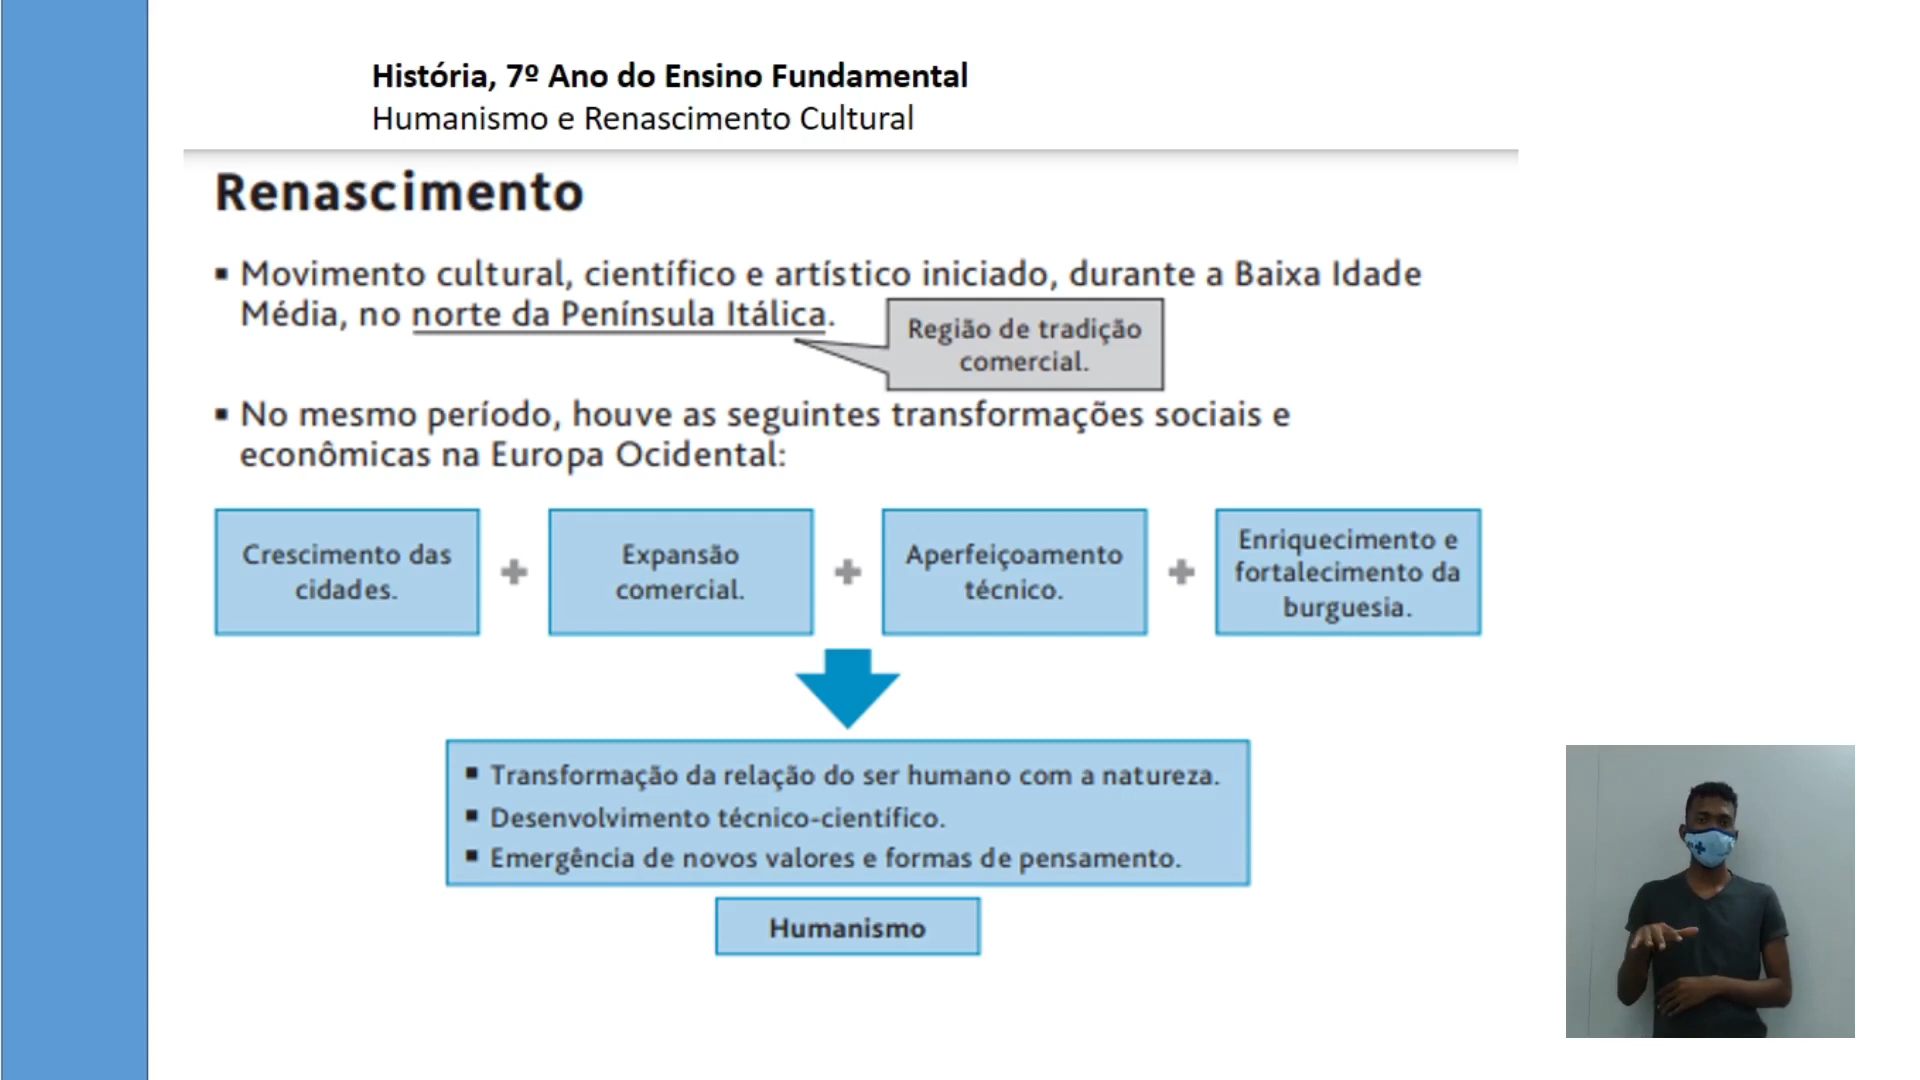 História, 7º Ano do Ensino Fundamental
Humanismo e Renascimento Cultural
Renascimento
▪ Movimento cultural, científico e artístico iniciado, durante a Baixa Idade
Média, no norte da Península Itálica.
Região de tradição
comercial.
▪ No mesmo período, houve as seguintes transformações sociais e
econômicas na Europa Ocidental:
Crescimento das
cidades.
+
Expansão
comercial.
+
Aperfeiçoamento
técnico.
+
Enriquecimento e
fortalecimento da
burguesia.
▪ Transformação da relação do ser humano com a natureza.
▪ Desenvolvimento técnico-científico.
▪ Emergência de novos valores e formas de pensamento.
Humanismo